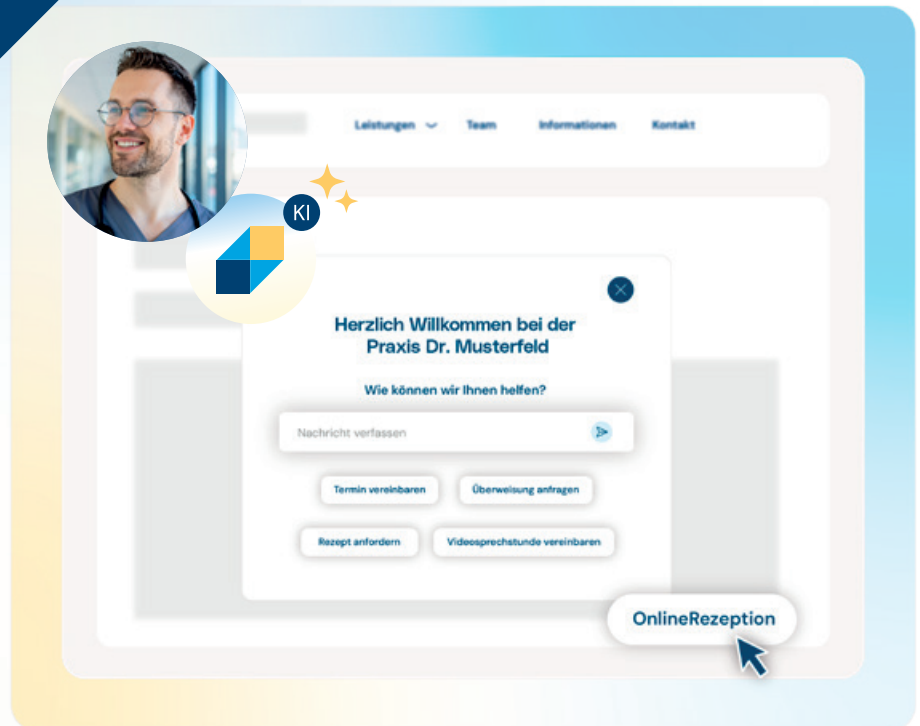 Leistungen Team Informationen Kontakt
KI
Herzlich Willkommen bei der
Praxis Dr. Musterfeld
Wie können wir Ihnen helfen?
Nachricht verfassen
Termin vereinbaren Überweisung anfragen
Rezept anfordern Videosprechstunde vereinbaren
OnlineRezeption